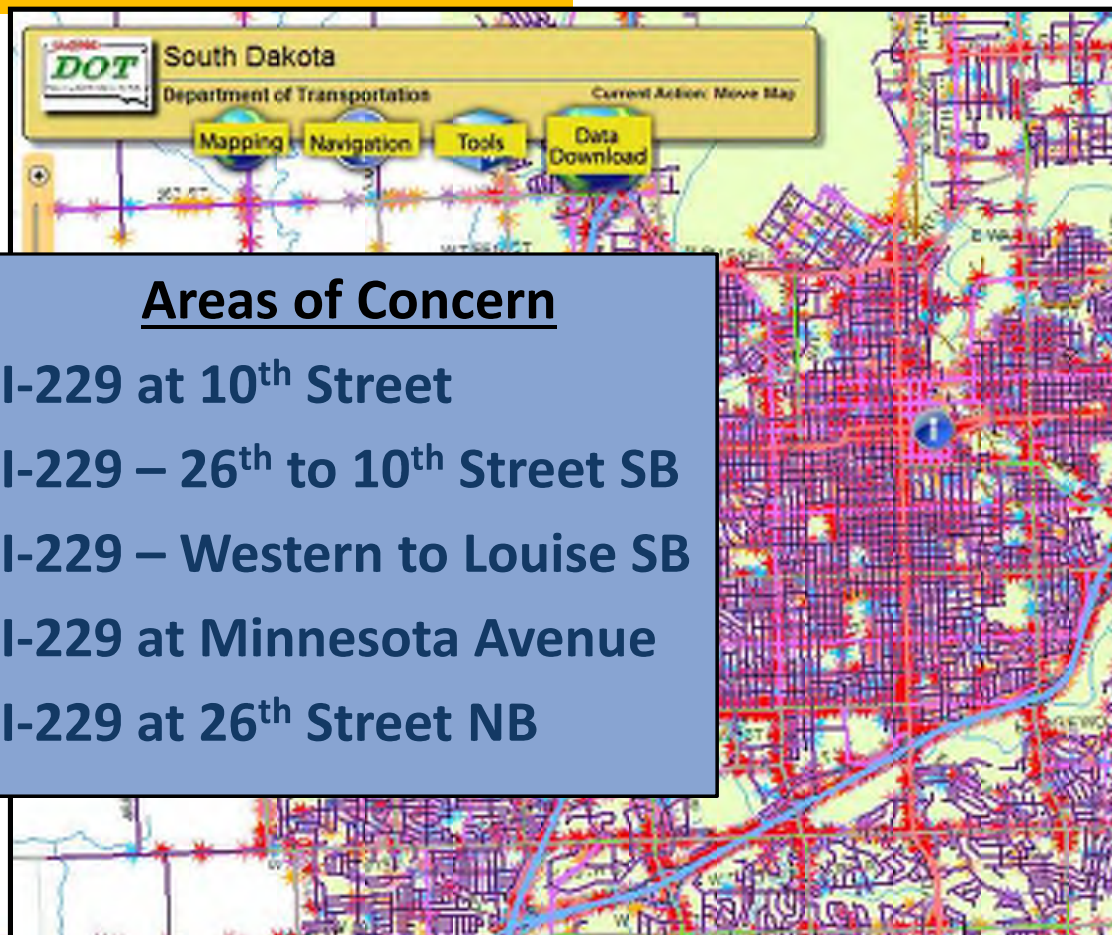 DOT
South Dakota
Department of Transportation
Current Action: Move Map
Mapping
Navigation
Tools
Data
Download
Areas of Concern
I-229 at 10th Street
I-229 – 26th to 10th Street SB
I-229 – Western to Louise SB
I-229 at Minnesota Avenue
I-229 at 26th Street NB